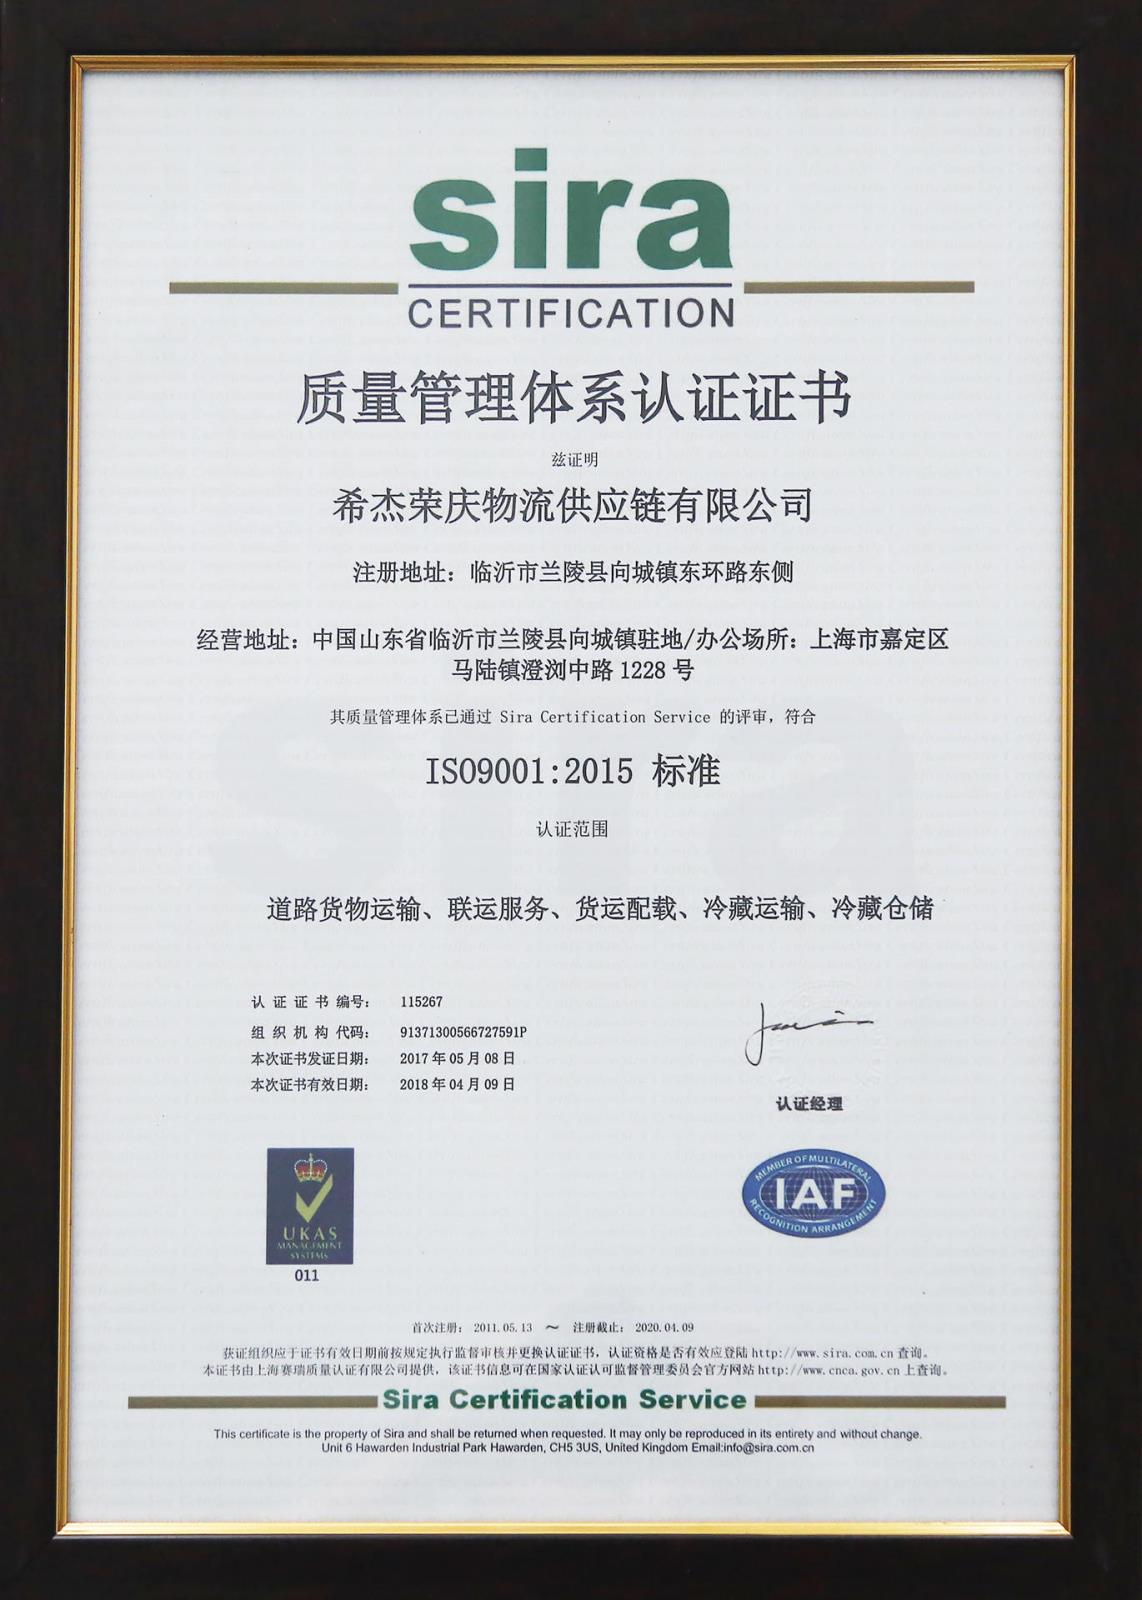 sira
CERTIFICATION
质量管理体系认证证书
兹证明
希杰荣庆物流供应链有限公司
注册地址：临沂市兰陵县向城镇东环路东侧
经营地址：中国山东省临沂市兰陵县向城镇驻地/办公场所：上海市嘉定区
马陆镇澄浏中路 1228 号
其质量管理体系已通过 Sira Certification Service 的评审，符合
ISO9001:2015 标准
认证范围
道路货物运输、联运服务、货运配载、冷藏运输、冷藏仓储
认证证书编号： 115267
组织机构代码： 91371300566727591P
本次证书发证日期： 2017 年 05 月 08 日
本次证书有效日期： 2018 年 04 月 09 日
认证经理
UKAS
MANAGEMENT
SYSTEMS
011
MEMBER OF MULTILATERAL
IAF
RECOGNITION ARRANGEMENT
首次注册： 2011.05.13 ～ 注册截止： 2020.04.09
获证组织应于证书有效日期前按规定执行监督审核并更换认证证书，认证资格是否有效应登陆 http://www.sira.com.cn 查询。
本证书由上海赛瑞质量认证有限公司提供，该证书信息可在国家认证认可监督管理委员会官方网站 http://www.cnca.gov.cn 上查询。
Sira Certification Service
This certificate is the property of Sira and shall be returned when requested. It may only be reproduced in its entirety and without change.
Unit 6 Hawarden Industrial Park Hawarden, CH5 3US, United Kingdom Email:info@sira.com.cn